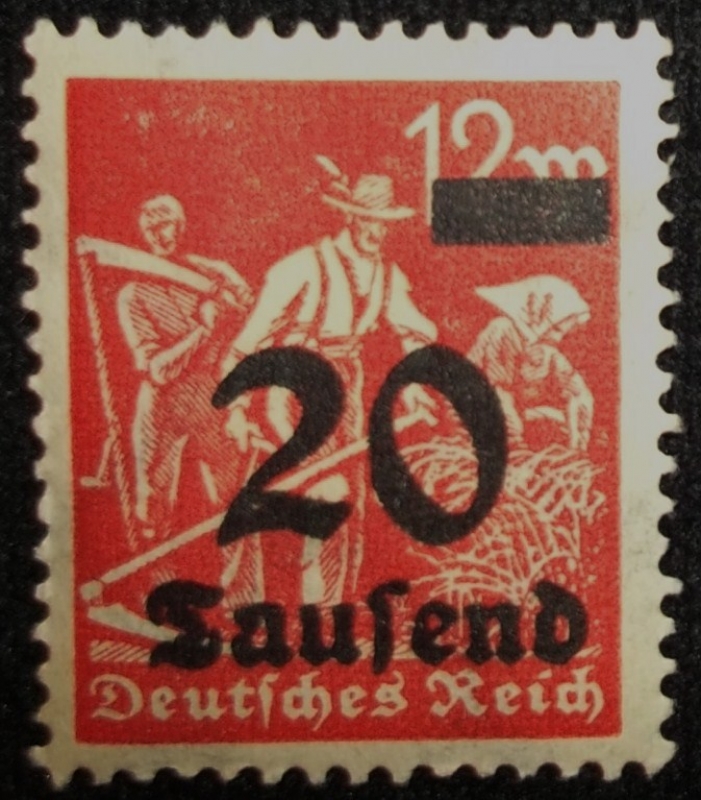 12m
20
Tauſend
Deutſches Reich